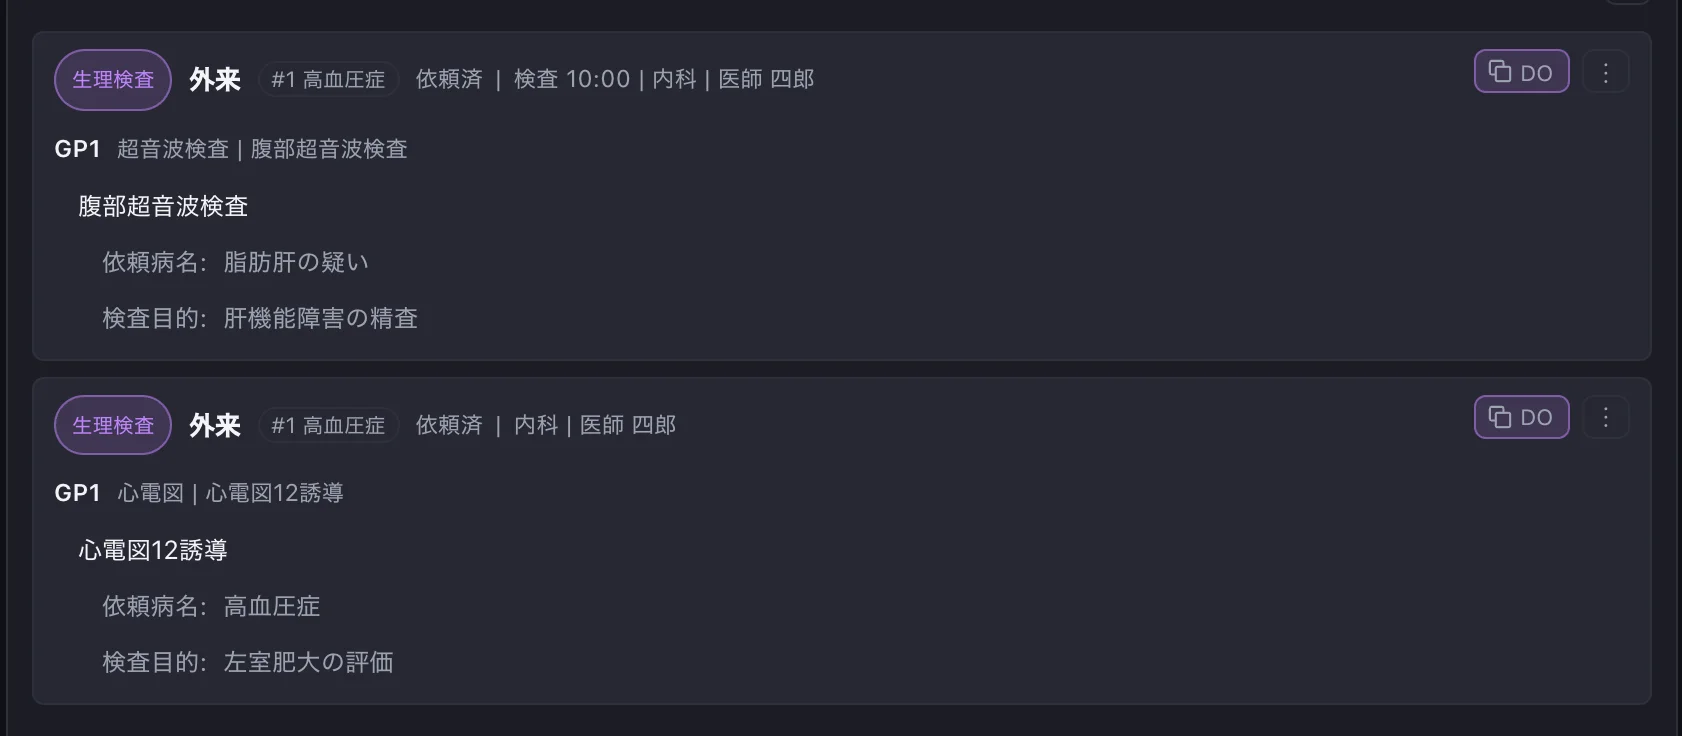 生理検査 外来 #1 高血圧症 依頼済 | 検査 10:00 | 内科 | 医師 四郎 DO
GP1 超音波検査 | 腹部超音波検査
腹部超音波検査
依頼病名: 脂肪肝の疑い
検査目的: 肝機能障害の精査
生理検査 外来 #1 高血圧症 依頼済 | 内科 | 医師 四郎 DO
GP1 心電図 | 心電図12誘導
心電図12誘導
依頼病名: 高血圧症
検査目的: 左室肥大の評価